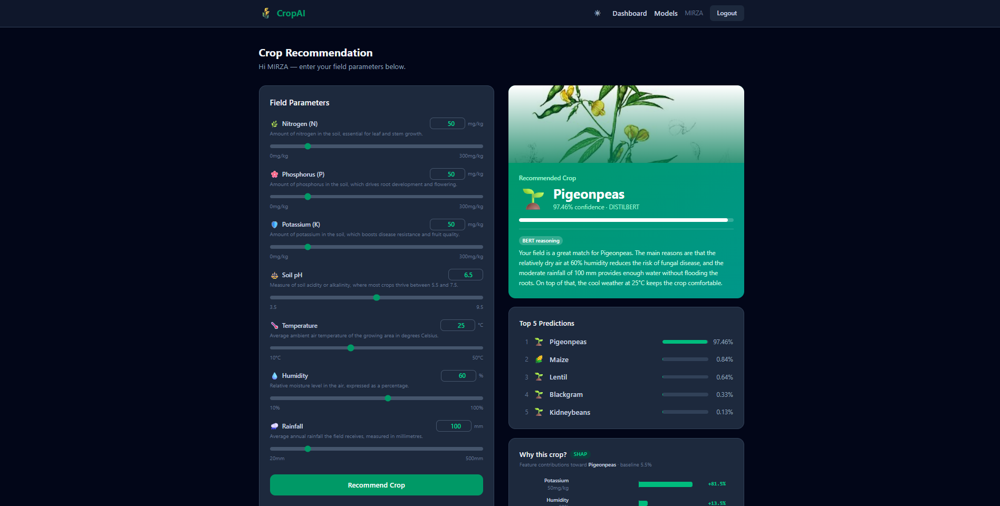 CropAI
Dashboard
Models
MIRZA
Logout
Crop Recommendation
Hi MIRZA — enter your field parameters below.
Field Parameters
Nitrogen (N)
50 mg/kg
Amount of nitrogen in the soil, essential for leaf and stem growth.
0mg/kg
300mg/kg
Phosphorus (P)
50 mg/kg
Amount of phosphorus in the soil, which drives root development and flowering.
0mg/kg
300mg/kg
Potassium (K)
50 mg/kg
Amount of potassium in the soil, which boosts disease resistance and fruit quality.
0mg/kg
300mg/kg
Soil pH
6.5
Measure of soil acidity or alkalinity, where most crops thrive between 5.5 and 7.5.
3.5
9.5
Temperature
25 °C
Average ambient air temperature of the growing area in degrees Celsius.
10°C
50°C
Humidity
60 %
Relative moisture level in the air, expressed as a percentage.
10%
100%
Rainfall
100 mm
Average annual rainfall the field receives, measured in millimetres.
20mm
500mm
Recommend Crop
Recommended Crop
Pigeonpeas
97.46% confidence · DISTILBERT
BERT reasoning
Your field is a great match for Pigeonpeas. The main reasons are that the
relatively dry air at 60% humidity reduces the risk of fungal disease, and the
moderate rainfall of 100 mm provides enough water without flooding the
roots. On top of that, the cool weather at 25°C keeps the crop comfortable.
Top 5 Predictions
1 Pigeonpeas 97.46%
2 Maize 0.84%
3 Lentil 0.64%
4 Blackgram 0.33%
5 Kidneybeans 0.13%
Why this crop? SHAP
Feature contributions toward Pigeonpeas · baseline 5.5%
Potassium
50mg/kg
+81.5%
Humidity
+13.5%